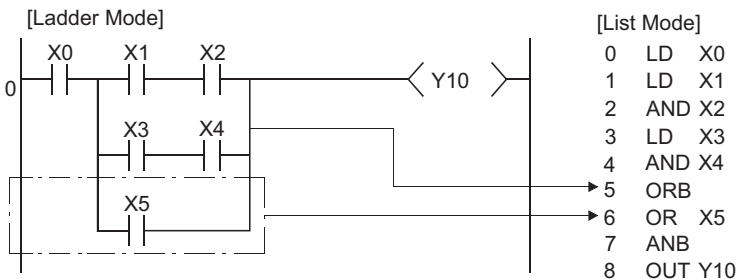 [Ladder Mode]
[List Mode]
X0 X1 X2
0
Y10
X3 X4
X5
0 LD X0
1 LD X1
2 AND X2
3 LD X3
4 AND X4
5 ORB
6 OR X5
7 ANB
8 OUT Y10